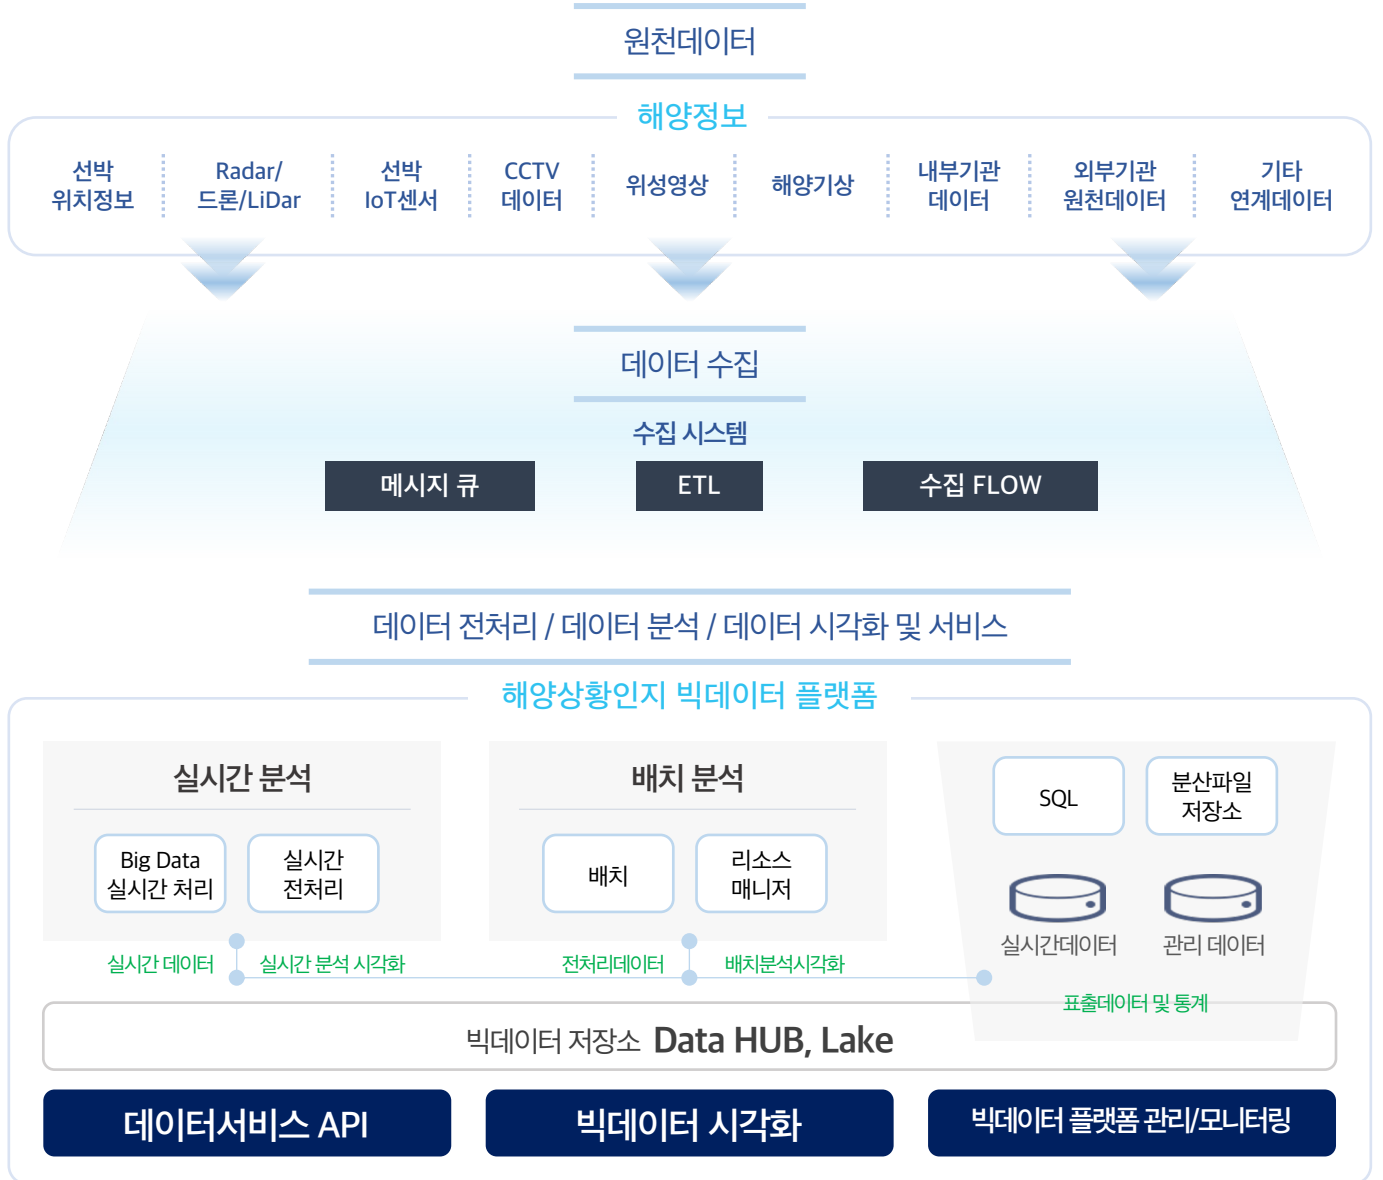 원천데이터
해양정보
선박
위치정보
Radar/
드론/LiDar
선박
IoT센서
CCTV
데이터
위성영상
해양기상
내부기관
데이터
외부기관
원천데이터
기타
연계데이터
데이터 수집
수집 시스템
메시지 큐
ETL
수집 FLOW
데이터 전처리 / 데이터 분석 / 데이터 시각화 및 서비스
해양상황인지 빅데이터 플랫폼
실시간 분석
Big Data
실시간 처리
실시간
전처리
배치 분석
배치
리소스
매니저
SQL
분산파일
저장소
실시간데이터
관리 데이터
실시간 데이터
실시간 분석 시각화
전처리데이터
배치분석시각화
표출데이터 및 통계
빅데이터 저장소 Data HUB, Lake
데이터서비스 API
빅데이터 시각화
빅데이터 플랫폼 관리/모니터링